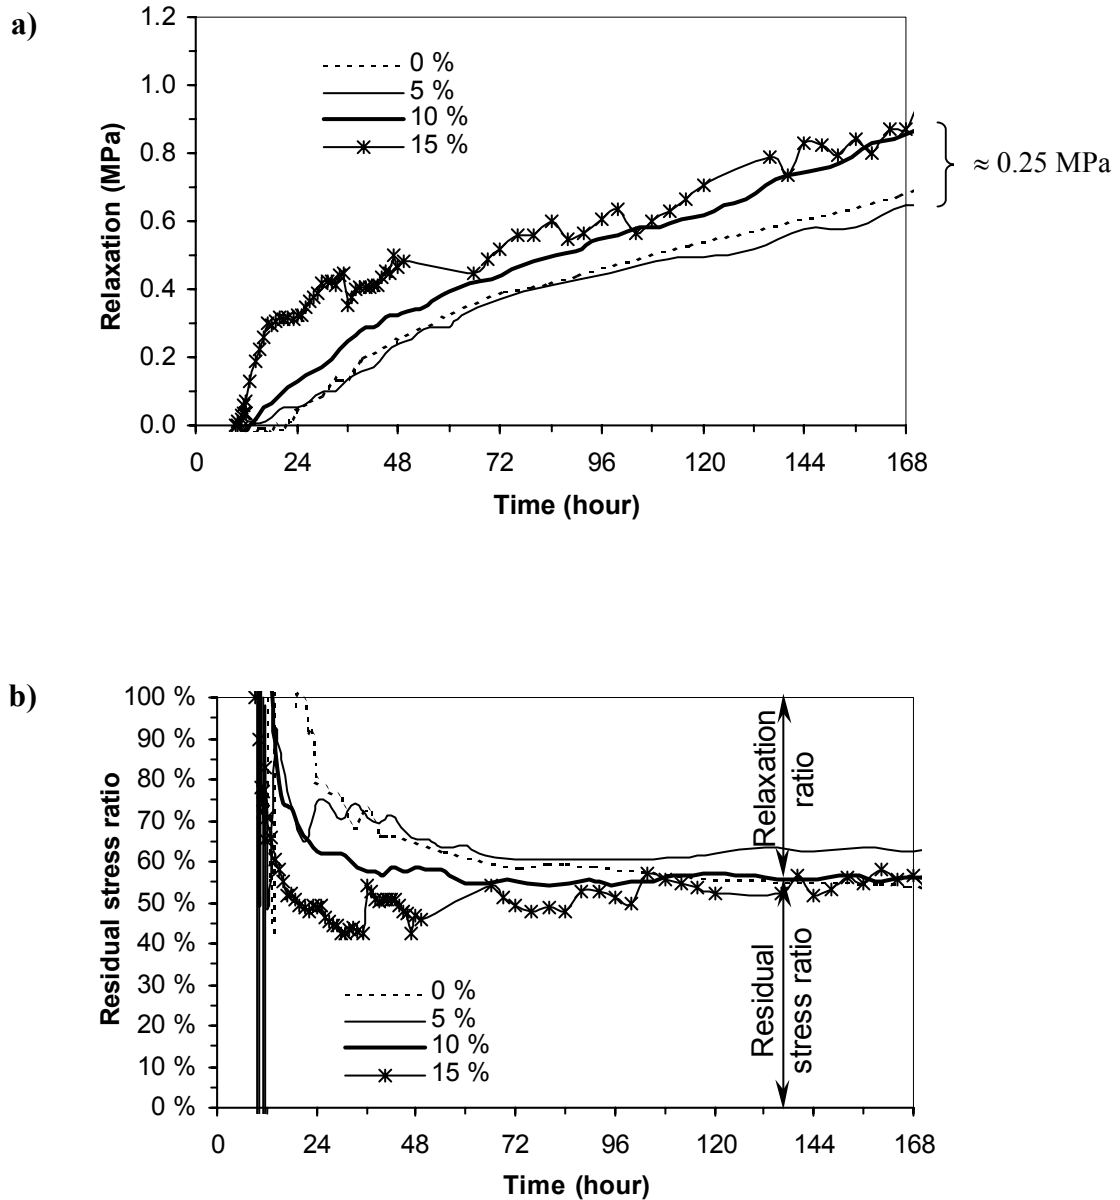 a)
Relaxation (MPa)
1.2
1.0
0.8
0.6
0.4
0.2
0.0
0 %
5 %
10 %
15 %
≈ 0.25 MPa
0 24 48 72 96 120 144 168
Time (hour)
b)
Residual stress ratio
100 %
90 %
80 %
70 %
60 %
50 %
40 %
30 %
20 %
10 %
0 %
Relaxation
ratio
Residual
stress ratio
0 %
5 %
10 %
15 %
0 24 48 72 96 120 144 168
Time (hour)